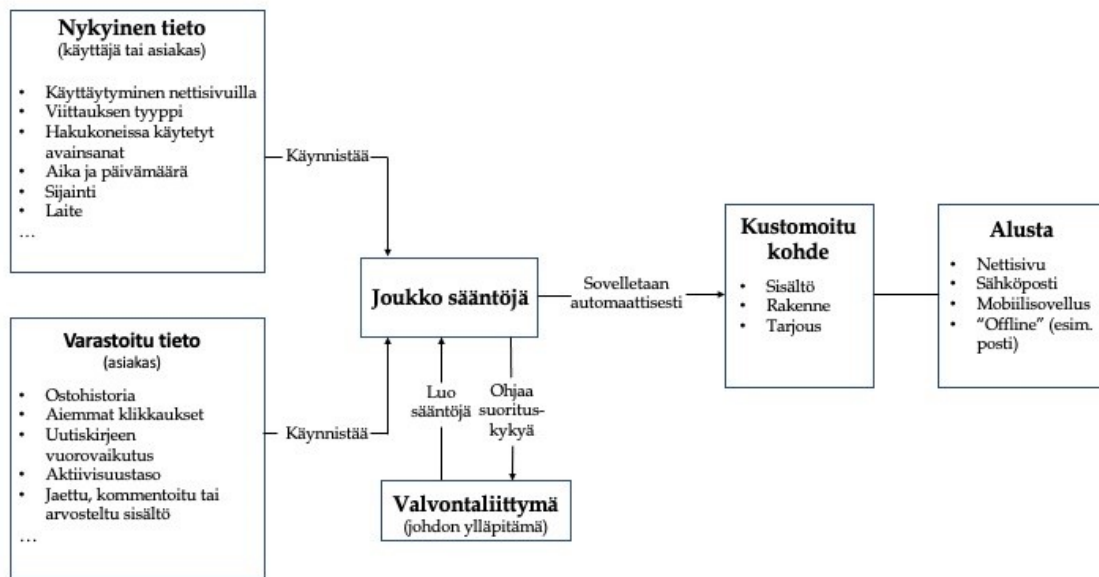 Nykyinen tieto
(käyttäjä tai asiakas)
• Käyttäytyminen nettisivuilla
• Viittauksen tyyppi
• Hakukoneissa käytetyt
avainsanat
• Aika ja päivämäärä
• Sijainti
• Laite
…
Käynnistää
Varastoitu tieto
(asiakas)
• Ostohistoria
• Aiemmat klikkaukset
• Uutiskirjeen
vuorovaikutus
• Aktiivisuustaso
• Jaettu, kommentoitu tai
arvosteltu sisältö
…
Käynnistää
Joukko sääntöjä
Luo
sääntöjä
Ohjaa
suoritus-
kykyä
Valvontaliittymä
(johdon ylläpitämä)
Sovelletaan
automaattisesti
Kustomoitu
kohde
• Sisältö
• Rakenne
• Tarjous
Alusta
• Nettisivu
• Sähköposti
• Mobiilisovellus
• “Offline” (esim.
posti)